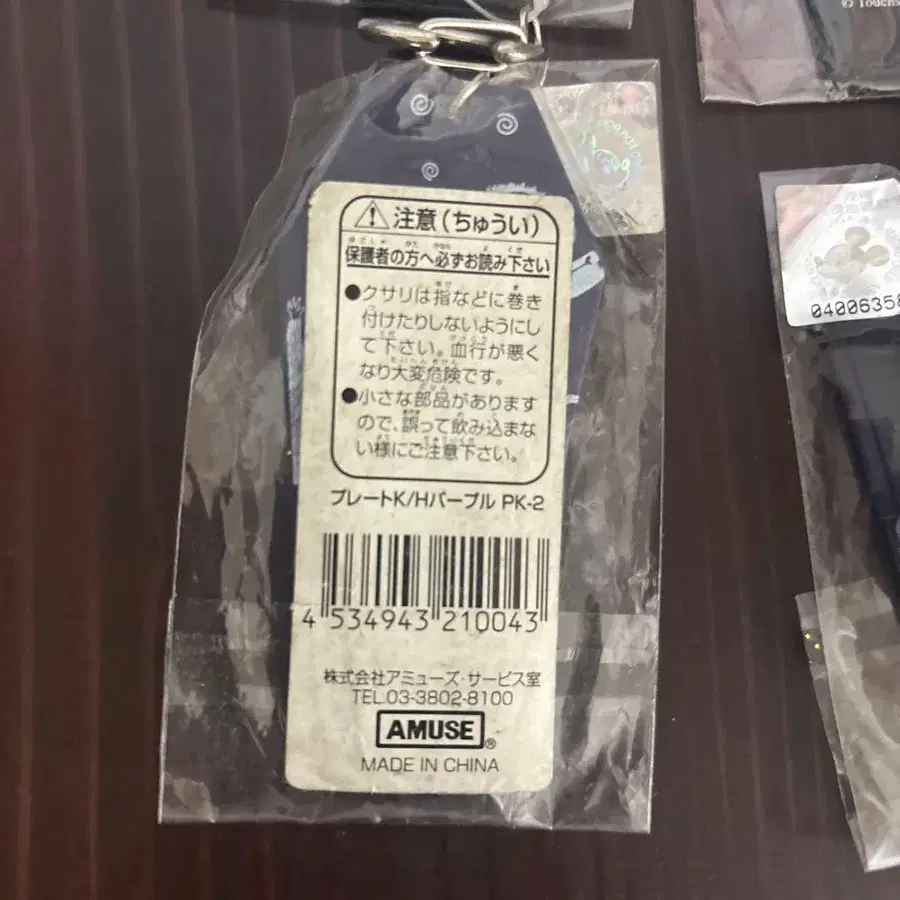 © Touchs
04006358
⚠注意(ちゅうい)
保護者の方へ必ずお読み下さい
●クサリは指などに巻き
付けたりしないようにし
て下さい。血行が悪く
なり大変危険です。
●小さな部品があります
ので、誤って飲み込まな
い様にご注意下さい。
プレートK/Hパープル PK-2
4 534943 210043
株式会社アミューズ・サービス室
TEL.03-3802-8100
AMUSE®
MADE IN CHINA